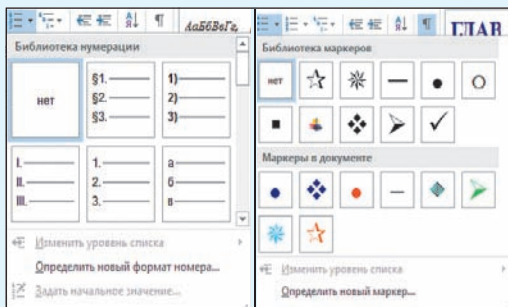 АаБбВгГг,
Библиотека нумерации
нет
§1.
§2.
§3.
1)
2)
3)
I.
II.
III.
1.
2.
3.
а
б
в
Изменить уровень списка
Определить новый формат номера...
Задать начальное значение...
ГЛАВ
Библиотека маркеров
нет
Маркеры в документе
Изменить уровень списка
Определить новый маркер...